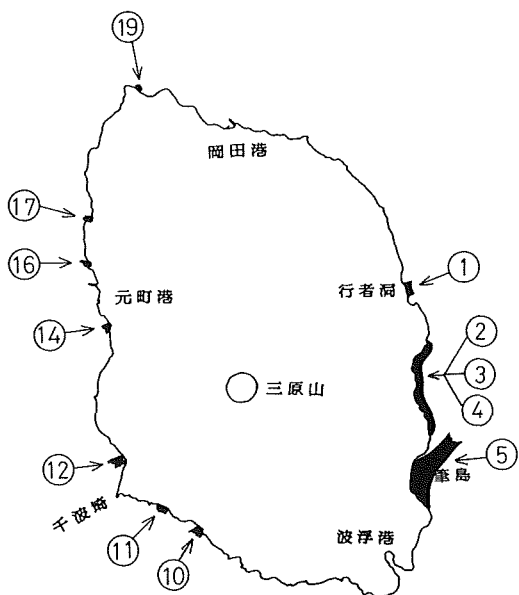 ⑲
岡田港
⑰
①
⑯
行者洞
元町港
⑭
②
③
三原山
④
⑤
⑫
筆島
千波崎
波浮港
⑪
⑩